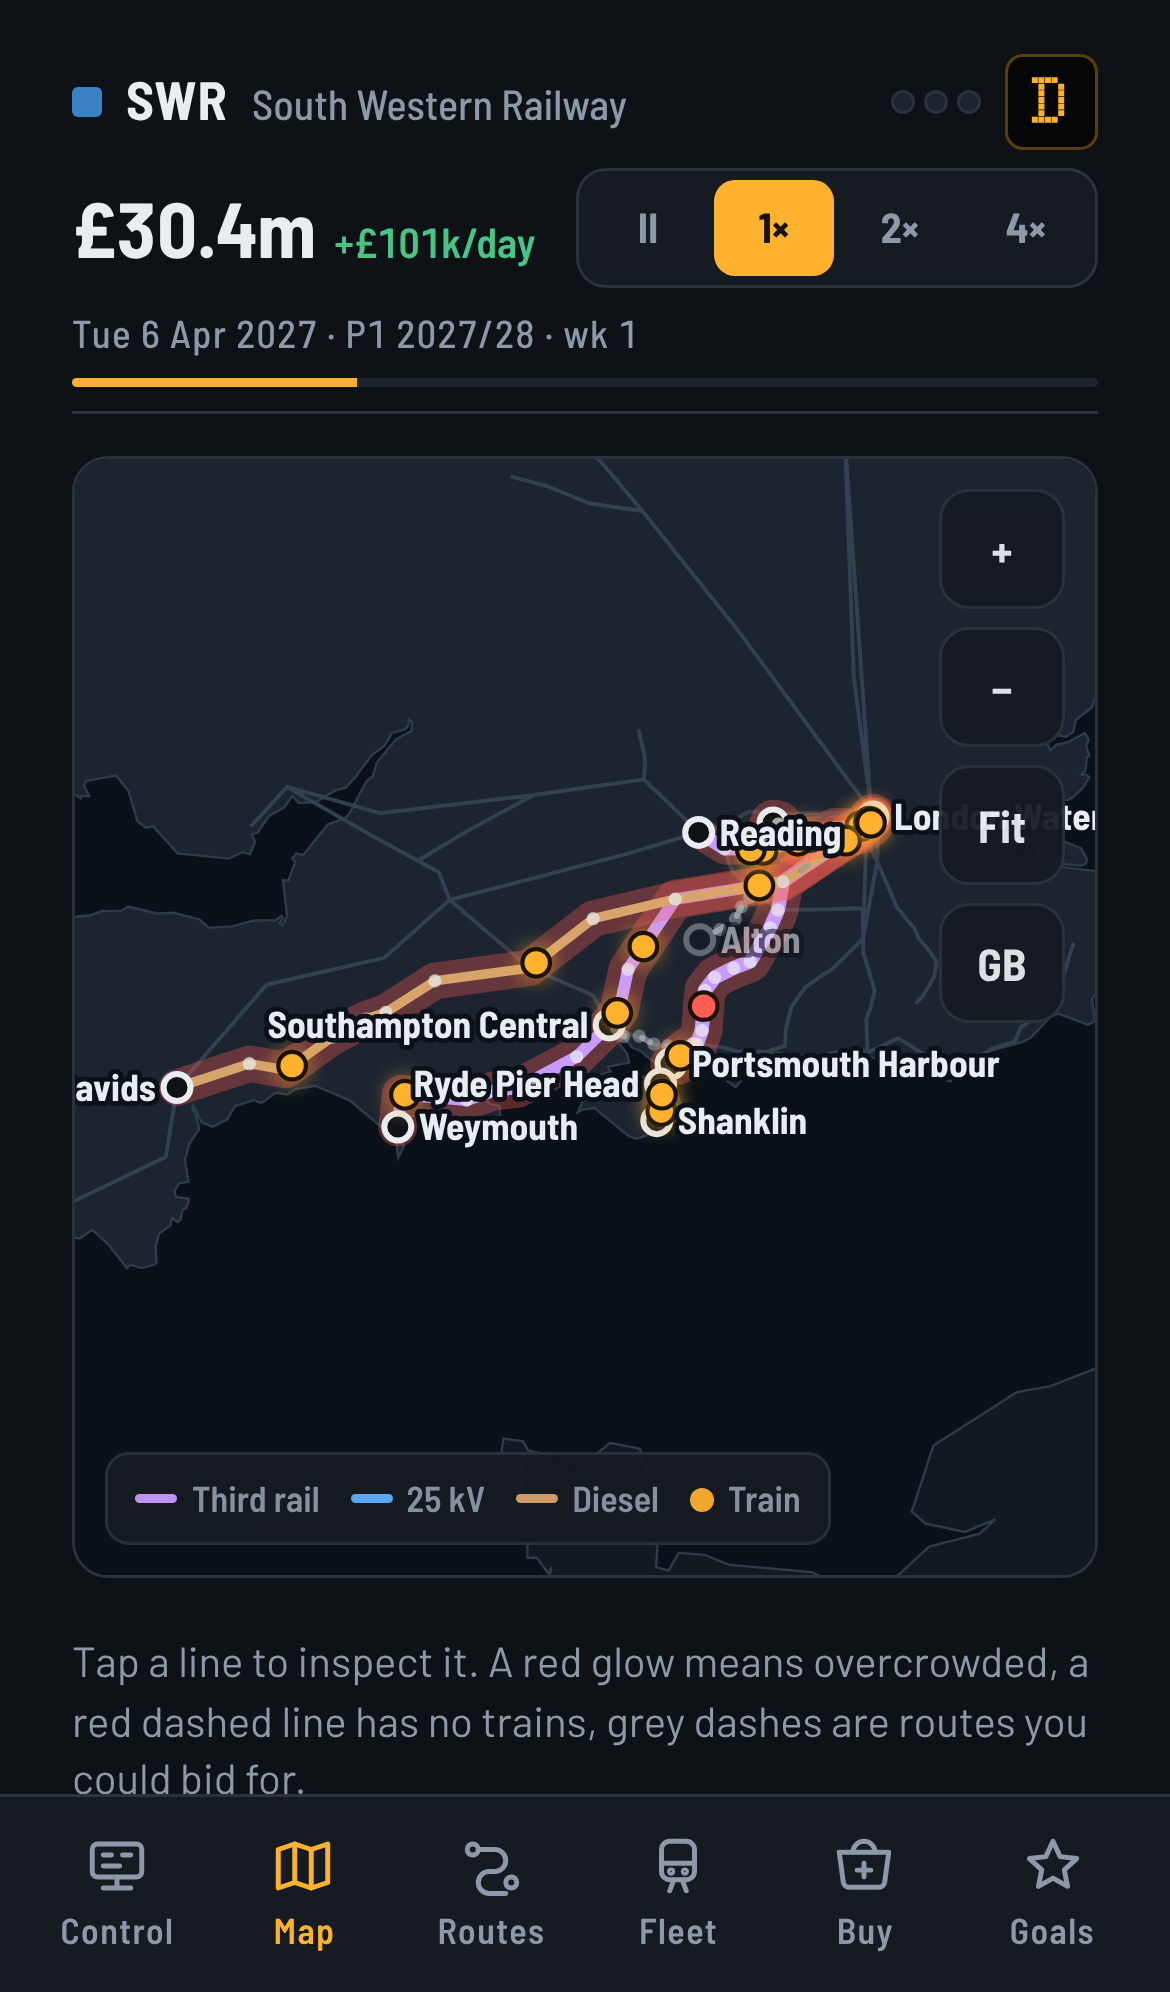 SWR South Western Railway D
£30.4m +£101k/day 1× 2× 4×
Tue 6 Apr 2027 · P1 2027/28 · wk 1
+
−
Reading
Lon
Fit
ater
Alton
GB
Southampton Central
Portsmouth Harbour
avids
Ryde Pier Head
Weymouth
Shanklin
Third rail 25 kV Diesel Train
Tap a line to inspect it. A red glow means overcrowded, a
red dashed line has no trains, grey dashes are routes you
could bid for.
Control Map Routes Fleet Buy Goals